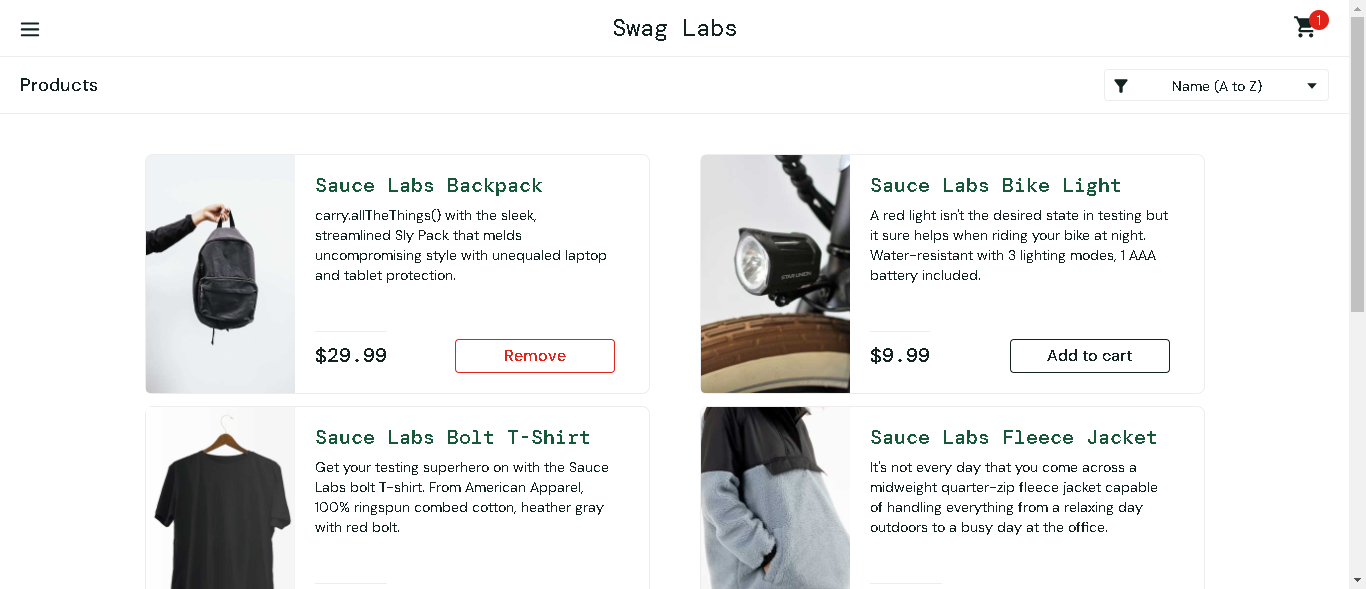 Swag Labs
1
Products
Name (A to Z)
Sauce Labs Backpack
carry.allTheThings() with the sleek,
streamlined Sly Pack that melds
uncompromising style with unequaled laptop
and tablet protection.
$29.99
Remove
Sauce Labs Bike Light
A red light isn't the desired state in testing but
it sure helps when riding your bike at night.
Water-resistant with 3 lighting modes, 1 AAA
battery included.
STAR UNION
$9.99
Add to cart
Sauce Labs Bolt T-Shirt
Get your testing superhero on with the Sauce
Labs bolt T-shirt. From American Apparel,
100% ringspun combed cotton, heather gray
with red bolt.
Sauce Labs Fleece Jacket
It's not every day that you come across a
midweight quarter-zip fleece jacket capable
of handling everything from a relaxing day
outdoors to a busy day at the office.